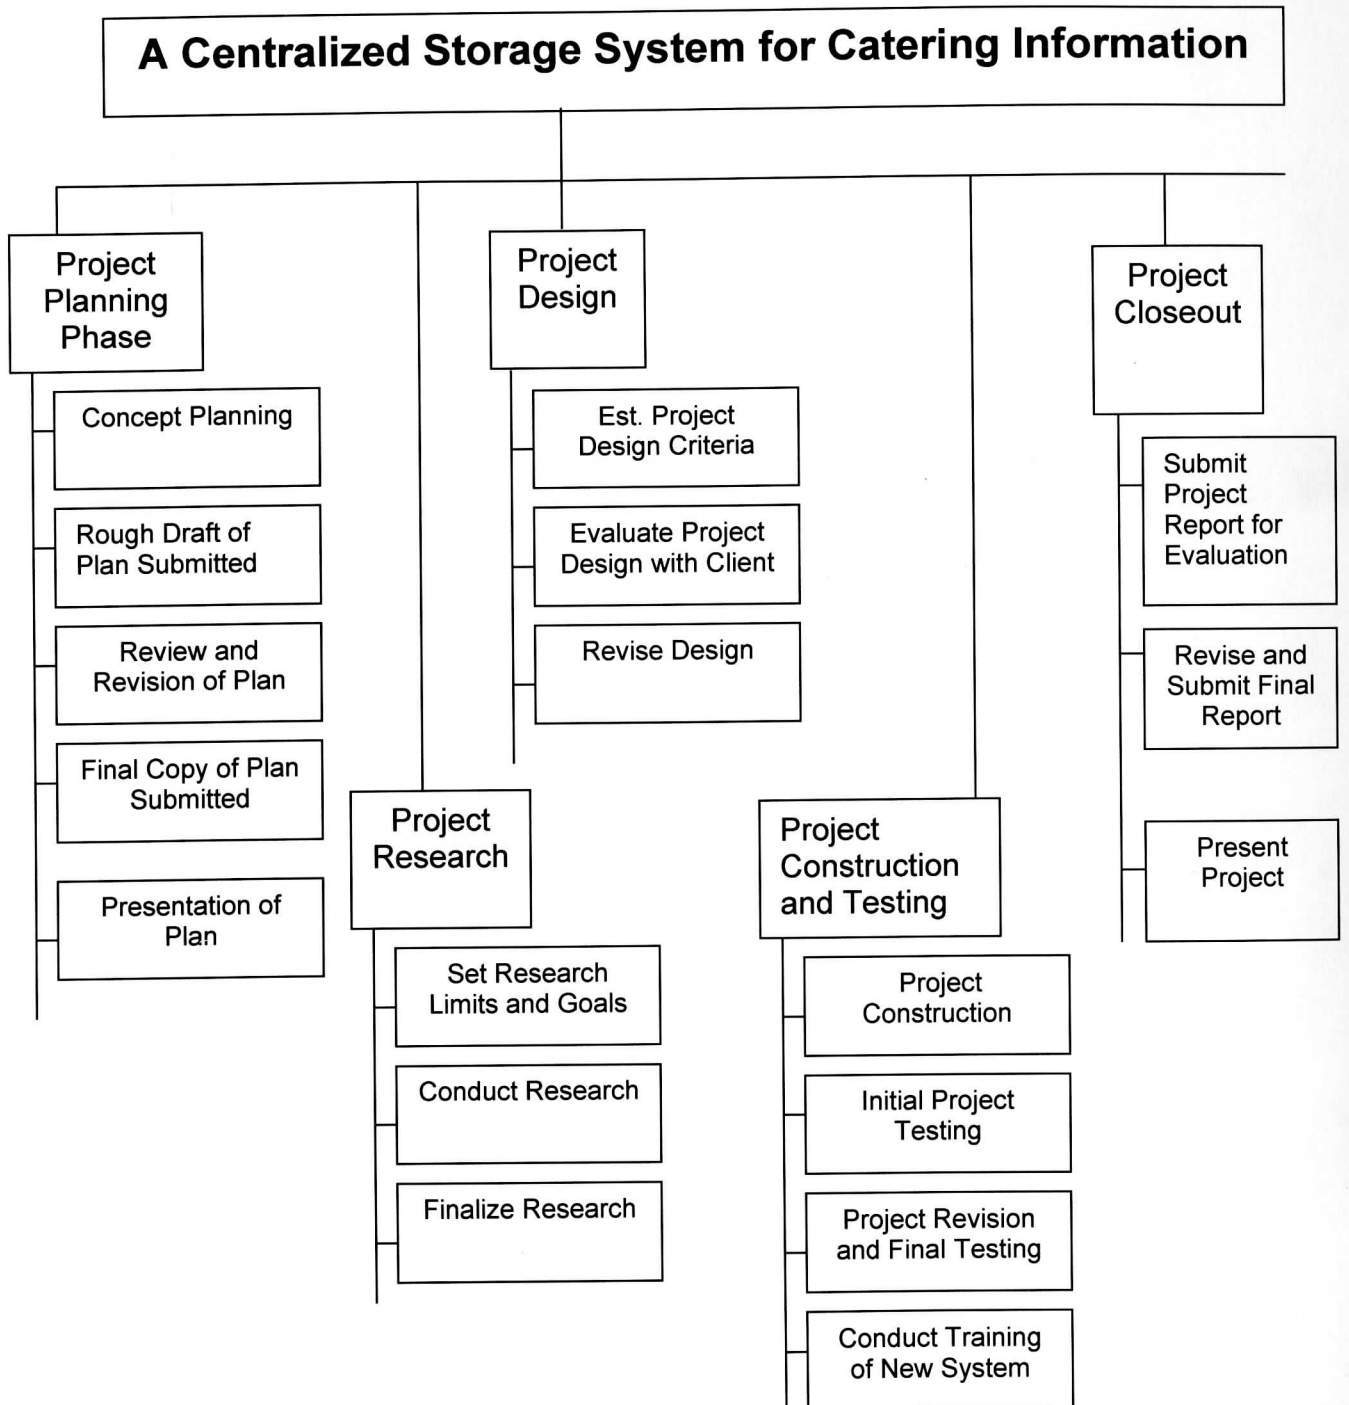 A Centralized Storage System for Catering Information
Project
Planning
Phase
Concept Planning
Rough Draft of
Plan Submitted
Review and
Revision of Plan
Final Copy of Plan
Submitted
Presentation of
Plan
Project
Research
Set Research
Limits and Goals
Conduct Research
Finalize Research
Project
Design
Est. Project
Design Criteria
Evaluate Project
Design with Client
Revise Design
Project
Construction
and Testing
Project
Construction
Initial Project
Testing
Project Revision
and Final Testing
Conduct Training
of New System
Project
Closeout
Submit
Project
Report for
Evaluation
Revise and
Submit Final
Report
Present
Project